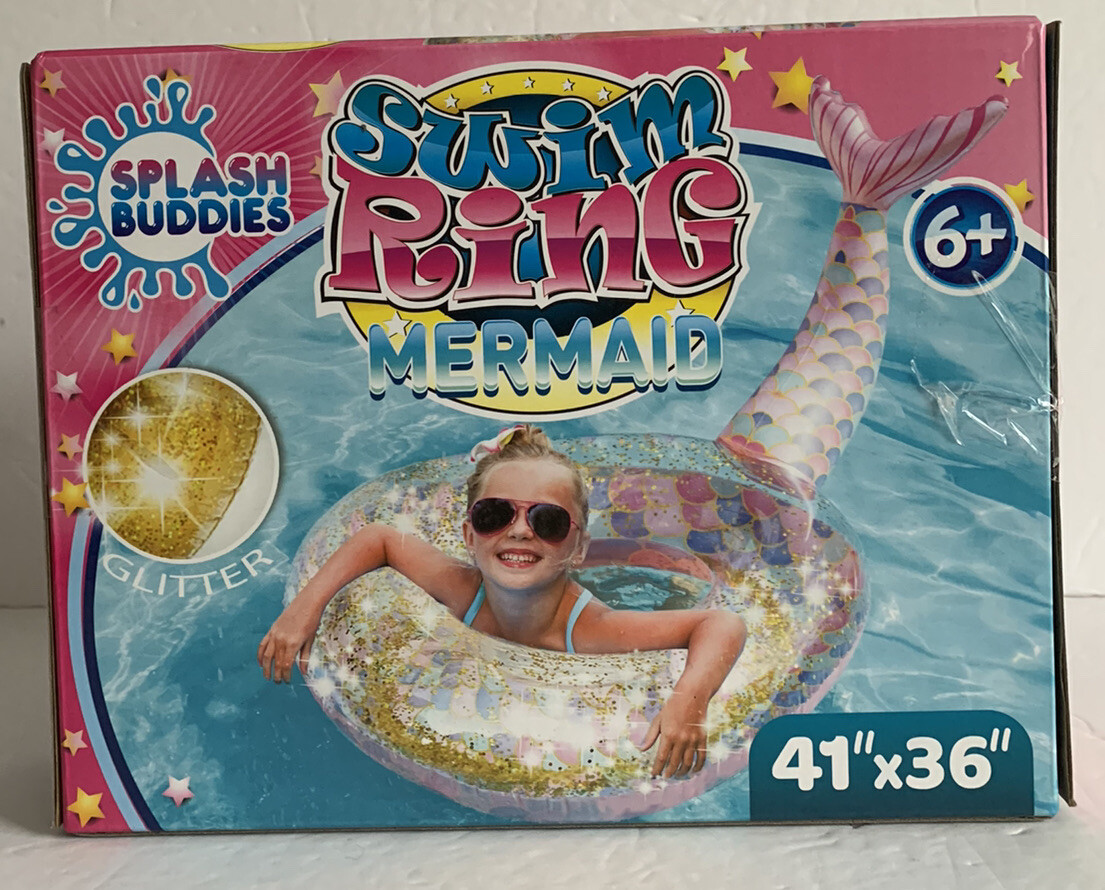 SPLASH
BUDDIES
SWIM
RING
MERMAID
6+
GLITTER
41"x36"